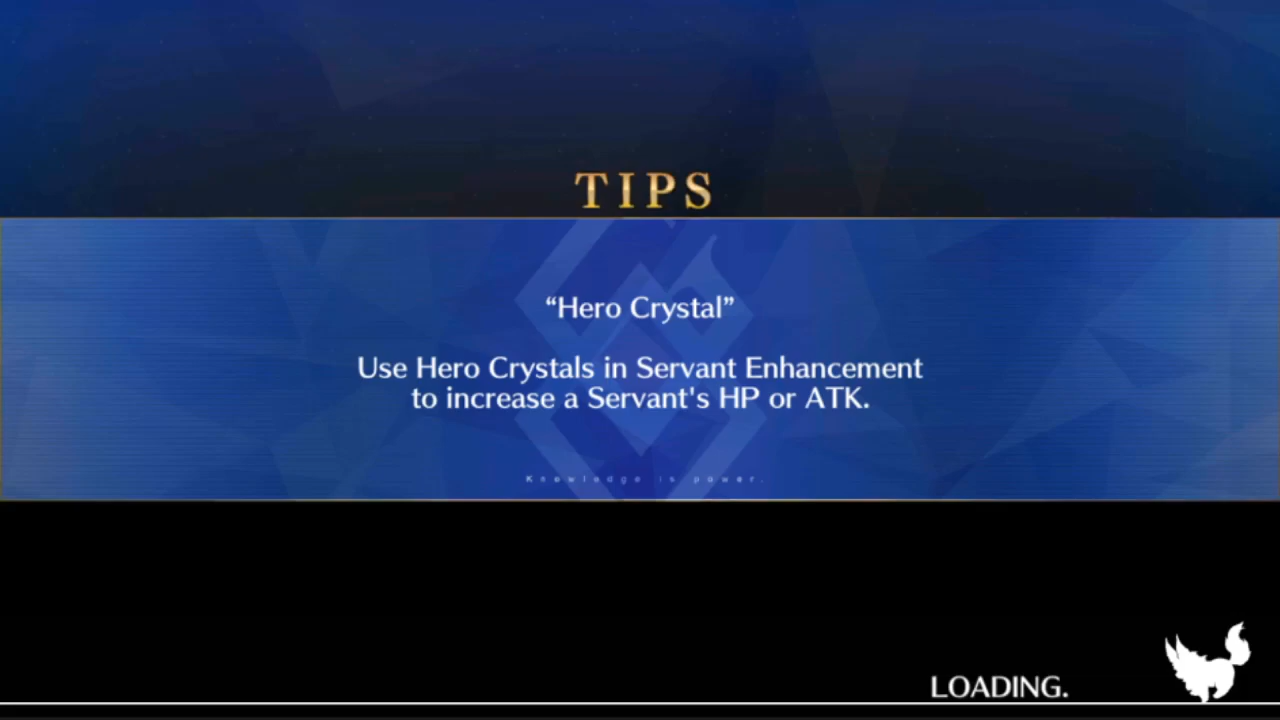 TIPS
“Hero Crystal”
Use Hero Crystals in Servant Enhancement
to increase a Servant's HP or ATK.
Knowledge is power.
LOADING.